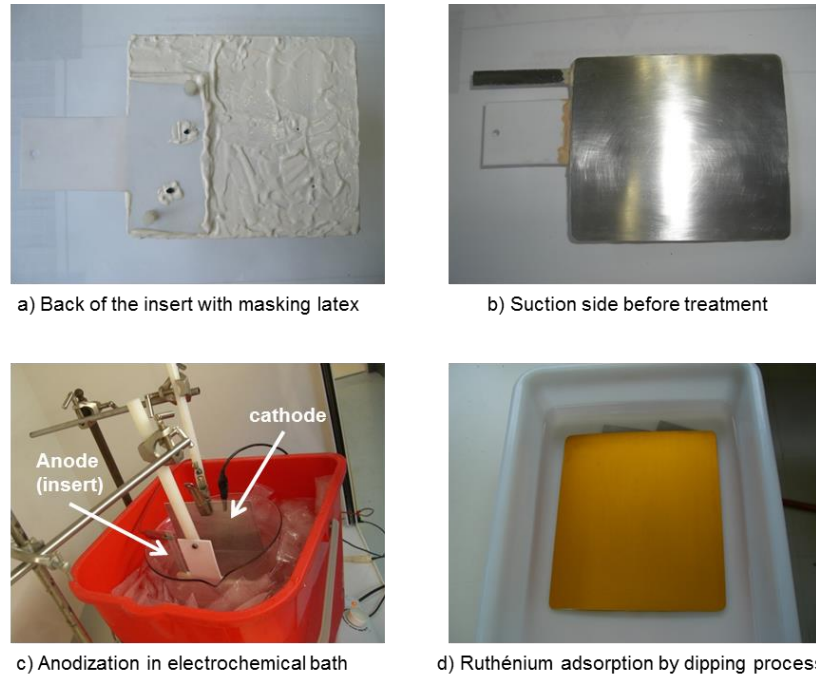 a) Back of the insert with masking latex
b) Suction side before treatment
cathode
Anode
(insert)
c) Anodization in electrochemical bath
d) Ruthénium adsorption by dipping process